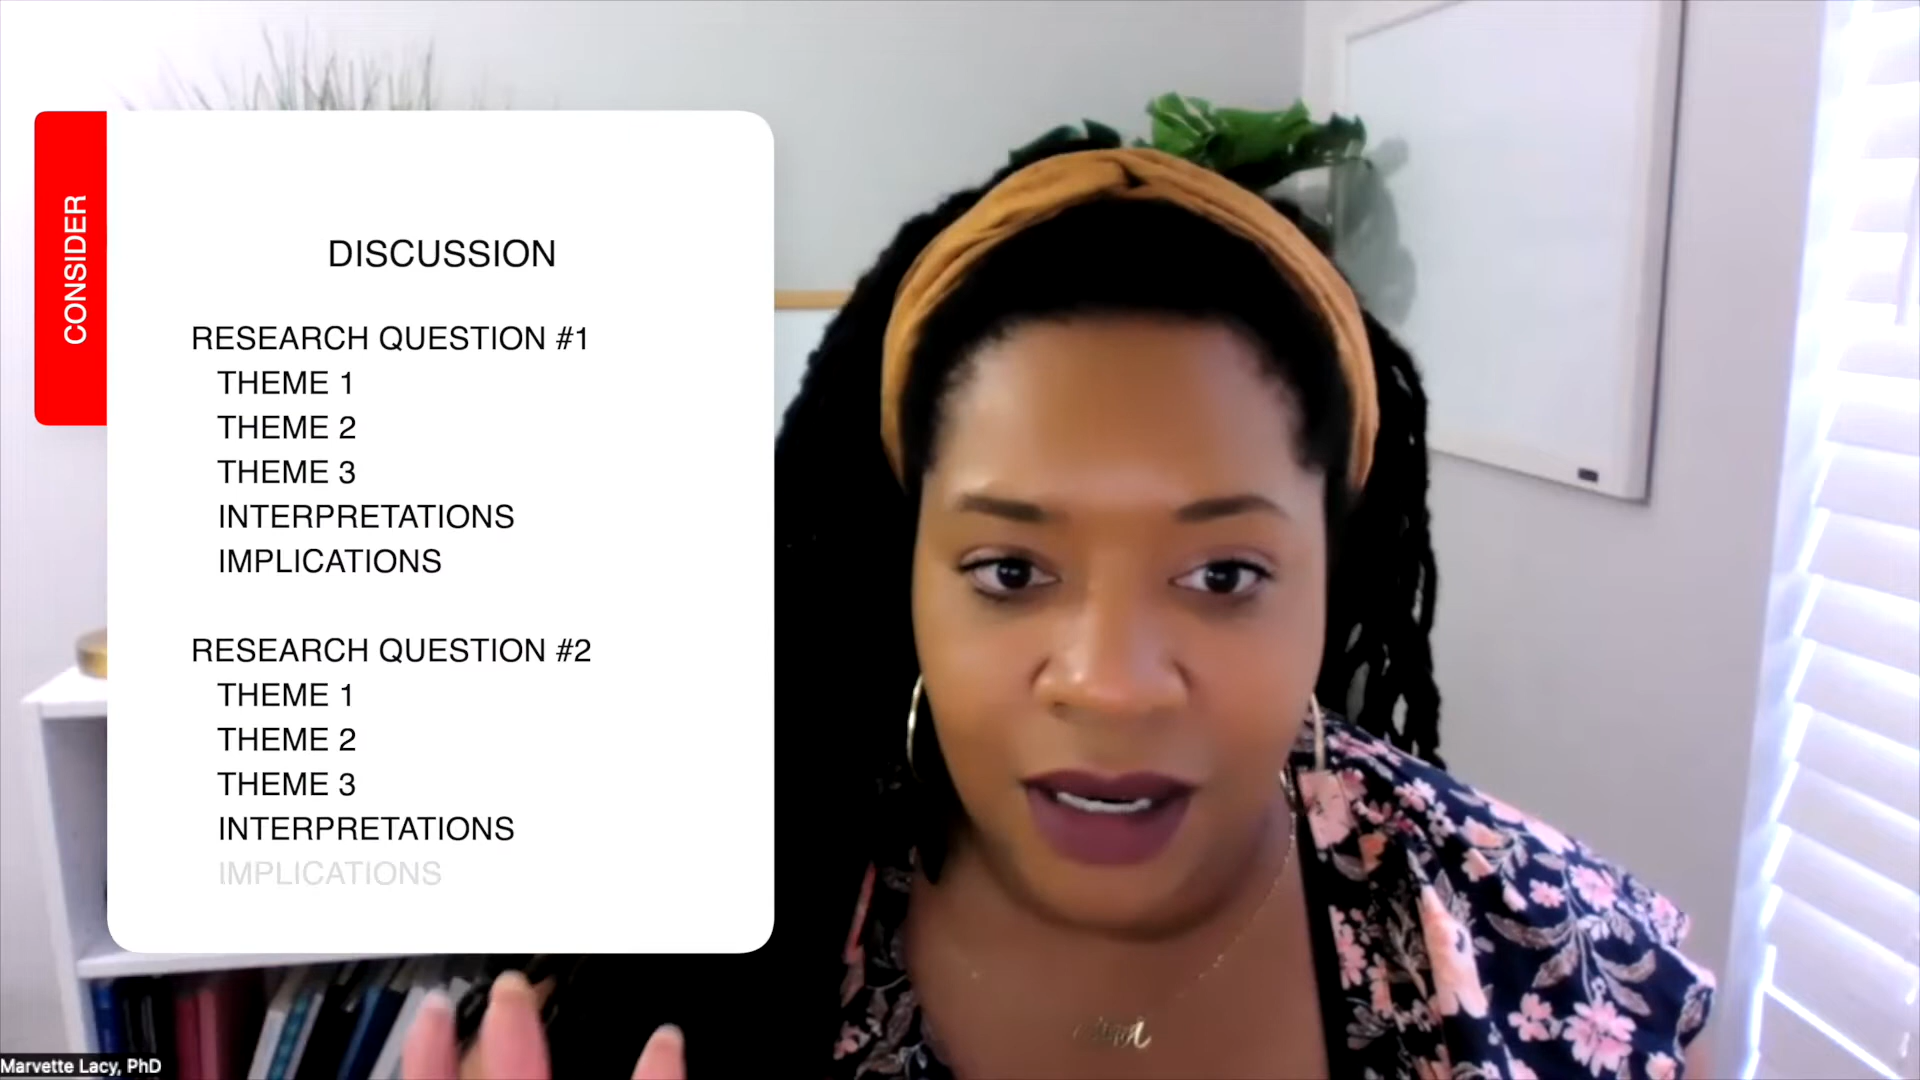 CONSIDER
DISCUSSION
RESEARCH QUESTION #1
THEME 1
THEME 2
THEME 3
INTERPRETATIONS
IMPLICATIONS
RESEARCH QUESTION #2
THEME 1
THEME 2
THEME 3
INTERPRETATIONS
IMPLICATIONS
Marvette Lacy, PhD